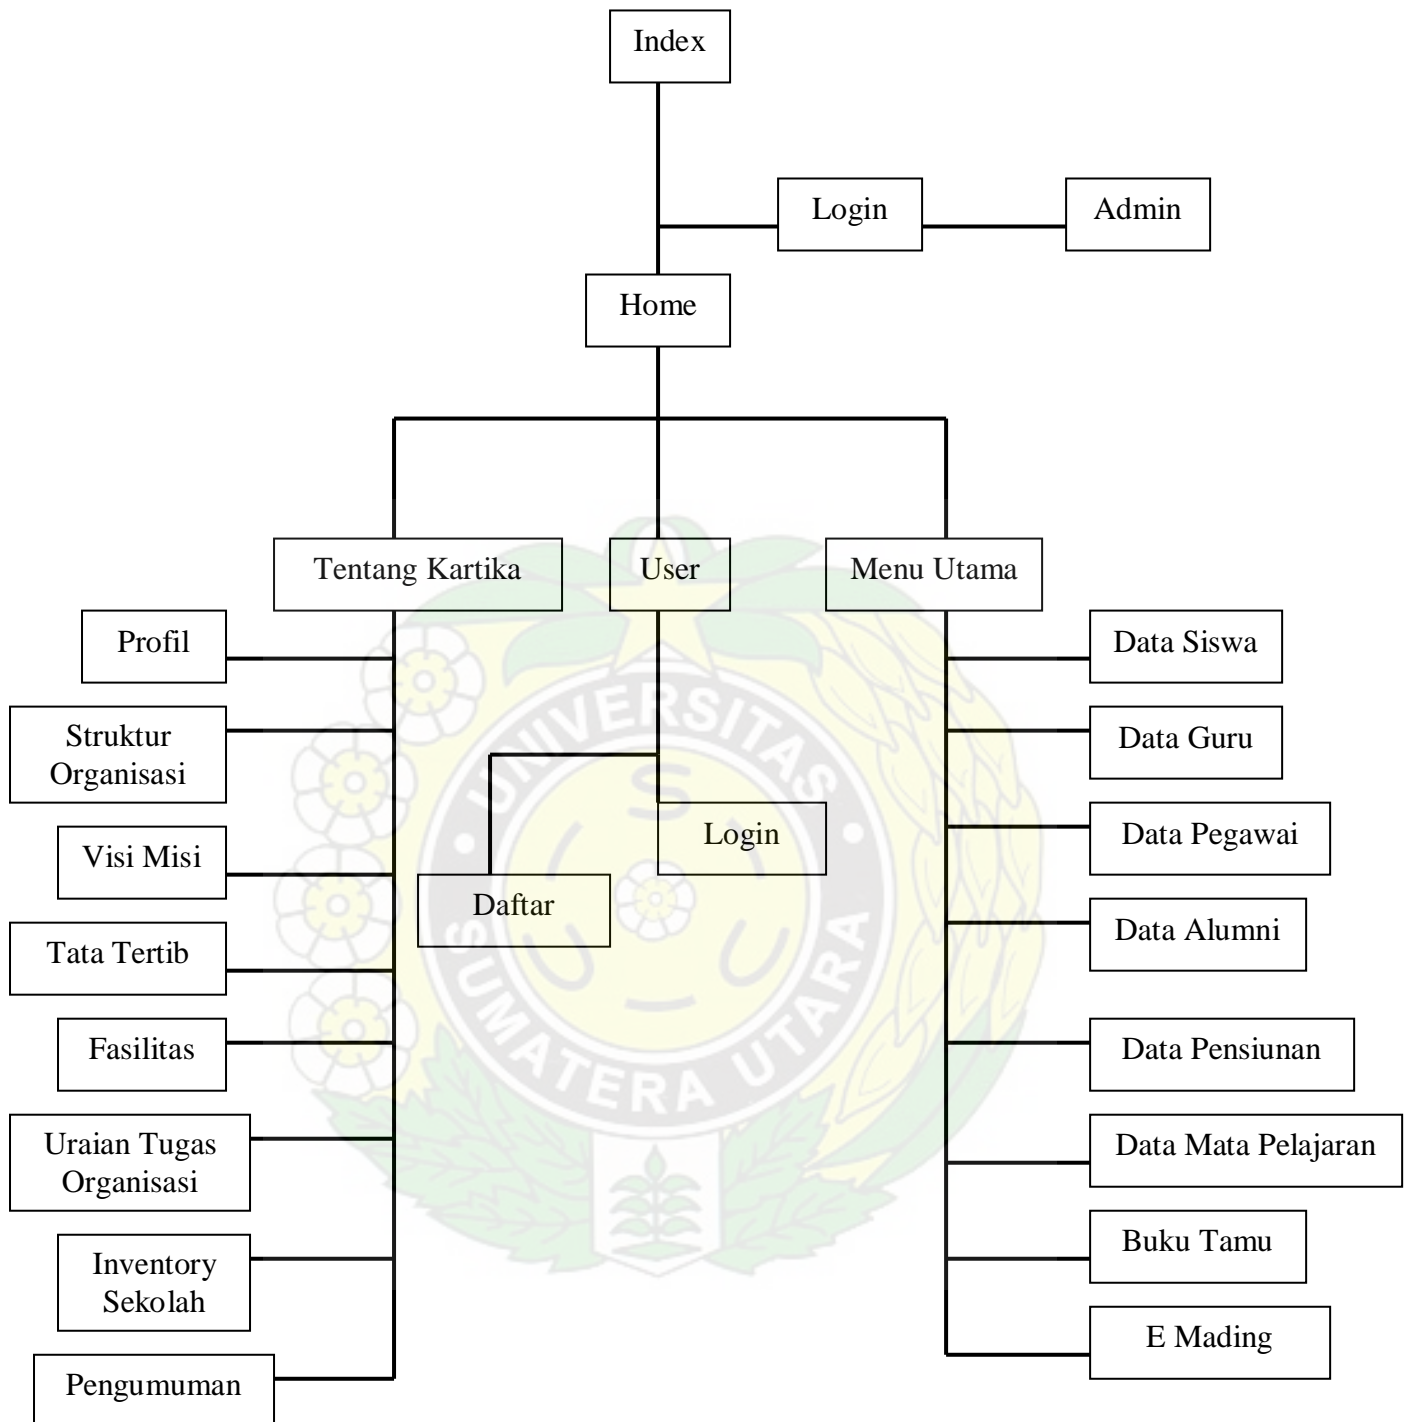 Index
Login
Admin
Home
Tentang Kartika
User
Menu Utama
Profil
Struktur
Organisasi
Visi Misi
Tata Tertib
Fasilitas
Uraian Tugas
Organisasi
Inventory
Sekolah
Pengumuman
Daftar
Login
Data Siswa
Data Guru
Data Pegawai
Data Alumni
Data Pensiunan
Data Mata Pelajaran
Buku Tamu
E Mading
UNIVERSITAS
SUMATERA UTARA